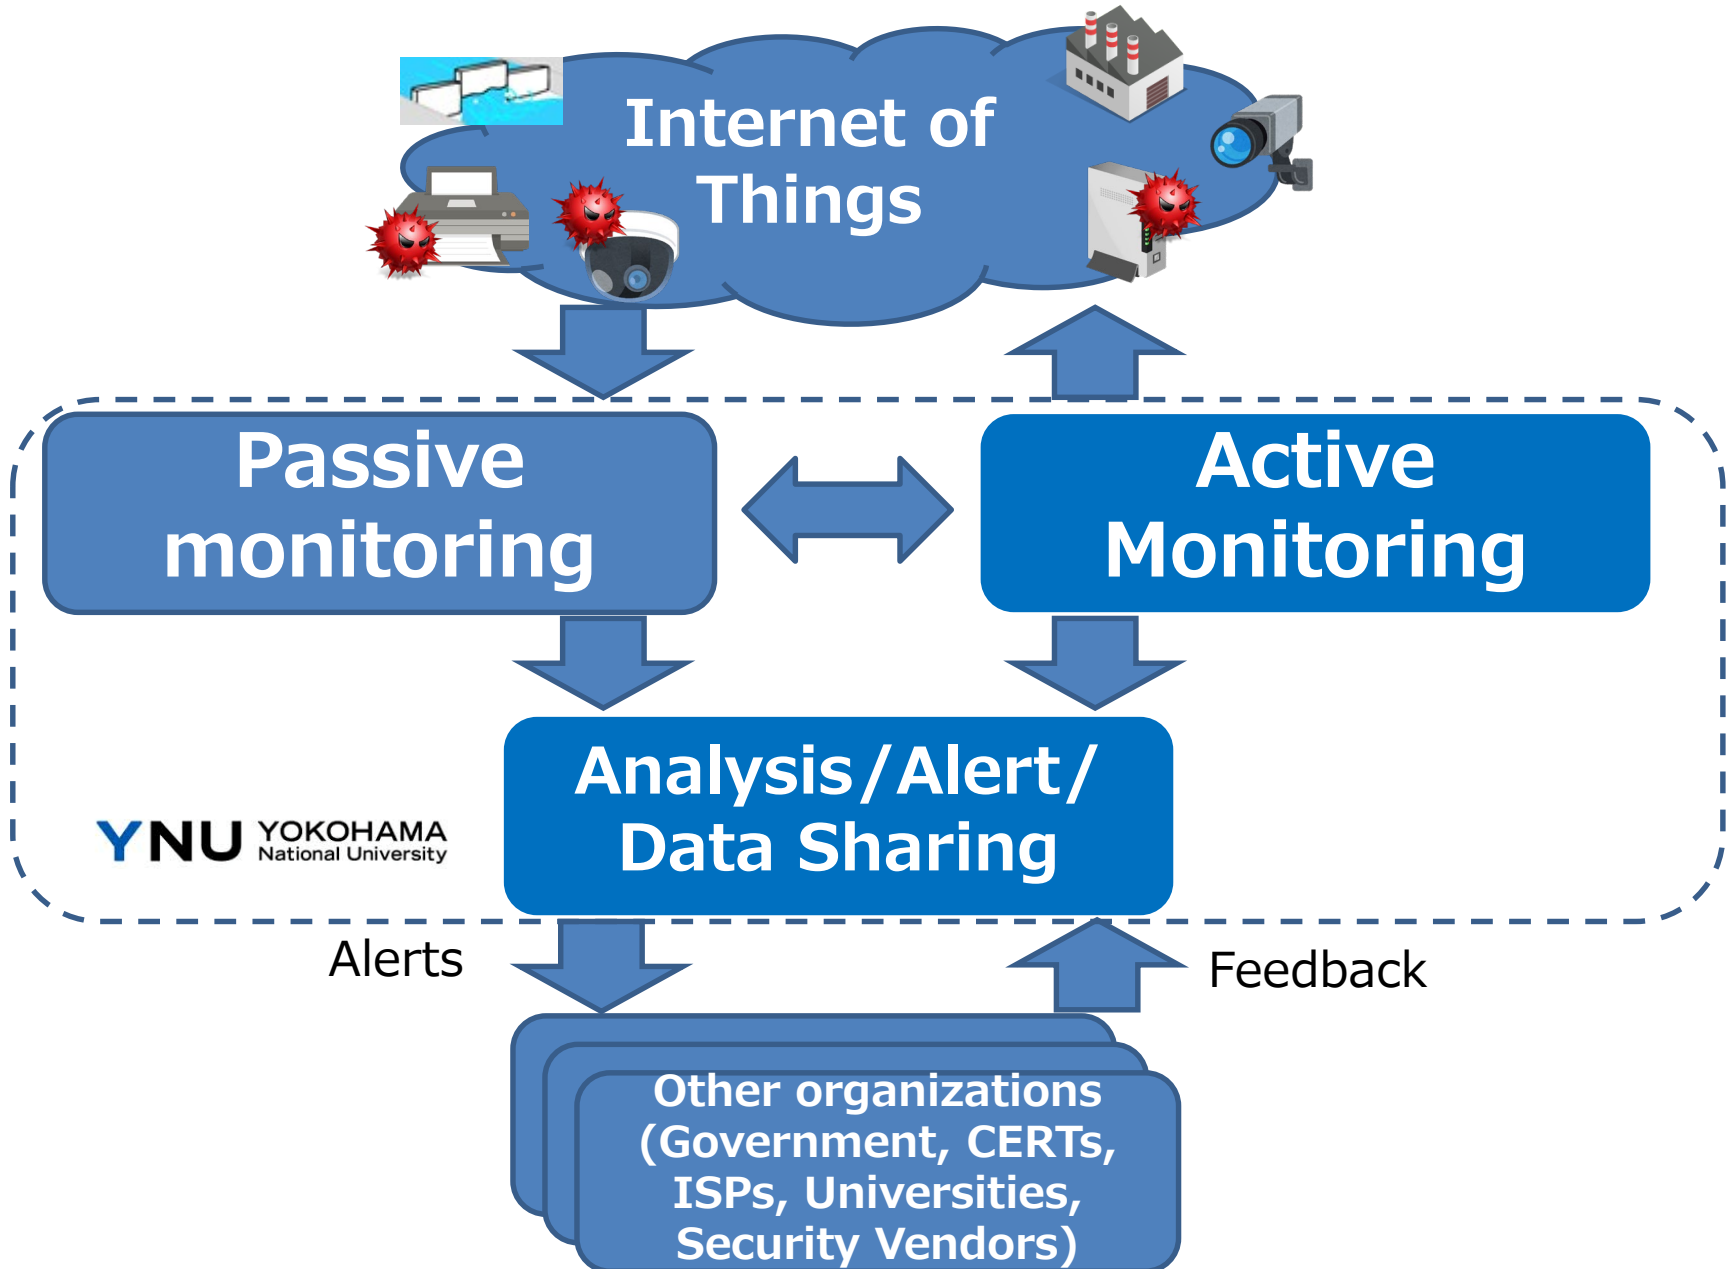 Internet of
Things
Passive
monitoring
Active
Monitoring
Analysis/Alert/
Data Sharing
YNU YOKOHAMA
National University
Alerts
Feedback
Other organizations
(Government, CERTs,
ISPs, Universities,
Security Vendors)